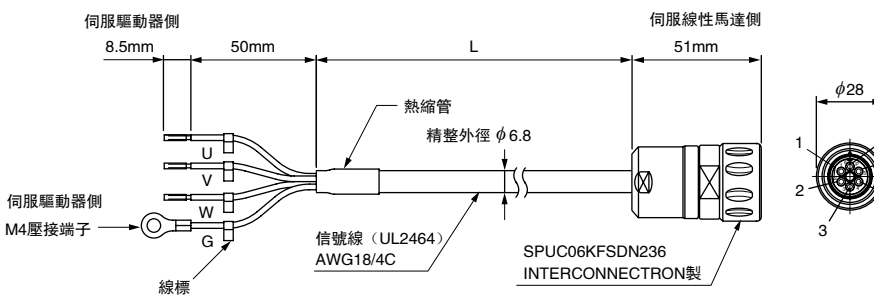 伺服驅動器側
伺服線性馬達側
8.5mm
50mm
L
51mm
熱縮管
精整外徑 φ6.8
φ28
U
V
W
G
伺服驅動器側
M4壓接端子
線標
信號線（UL2464）
AWG18/4C
SPUC06KFSDN236
INTERCONNECTRON製
1
2
3